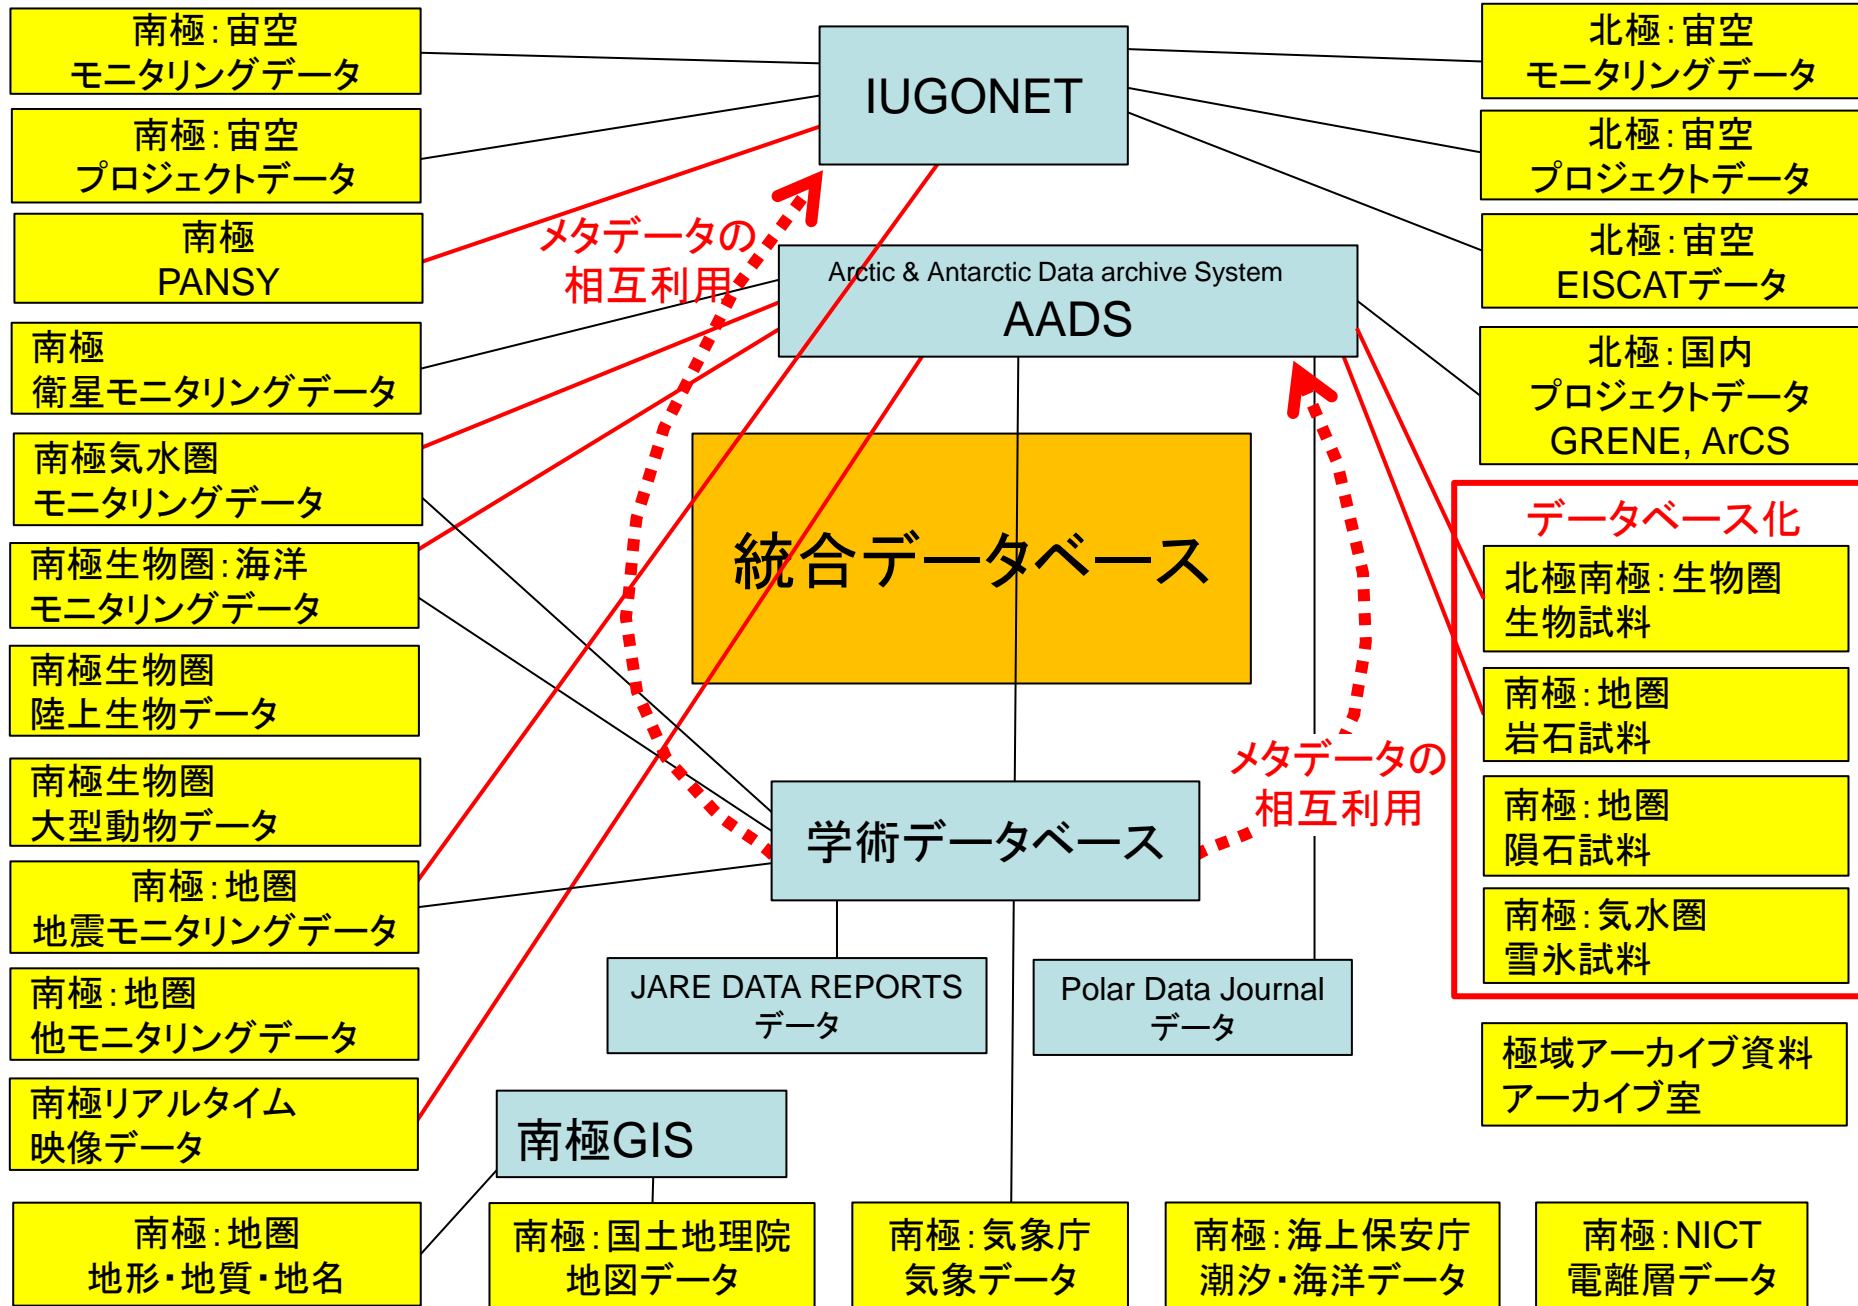 南極：宙空
モニタリングデータ
南極：宙空
プロジェクトデータ
南極
PANSY
南極
衛星モニタリングデータ
南極気水圏
モニタリングデータ
南極生物圏：海洋
モニタリングデータ
南極生物圏
陸上生物データ
南極生物圏
大型動物データ
南極：地圏
地震モニタリングデータ
南極：地圏
他モニタリングデータ
南極リアルタイム
映像データ
南極：地圏
地形・地質・地名
IUGONET
メタデータの
相互利用
Arctic & Antarctic Data archive System
AADS
統合データベース
メタデータの
相互利用
学術データベース
JARE DATA REPORTS
データ
Polar Data Journal
データ
南極GIS
南極：国土地理院
地図データ
南極：気象庁
気象データ
南極：海上保安庁
潮汐・海洋データ
南極：NICT
電離層データ
北極：宙空
モニタリングデータ
北極：宙空
プロジェクトデータ
北極：宙空
EISCATデータ
北極：国内
プロジェクトデータ
GRENE, ArCS
データベース化
北極南極：生物圏
生物試料
南極：地圏
岩石試料
南極：地圏
隕石試料
南極：気水圏
雪氷試料
極域アーカイブ資料
アーカイブ室